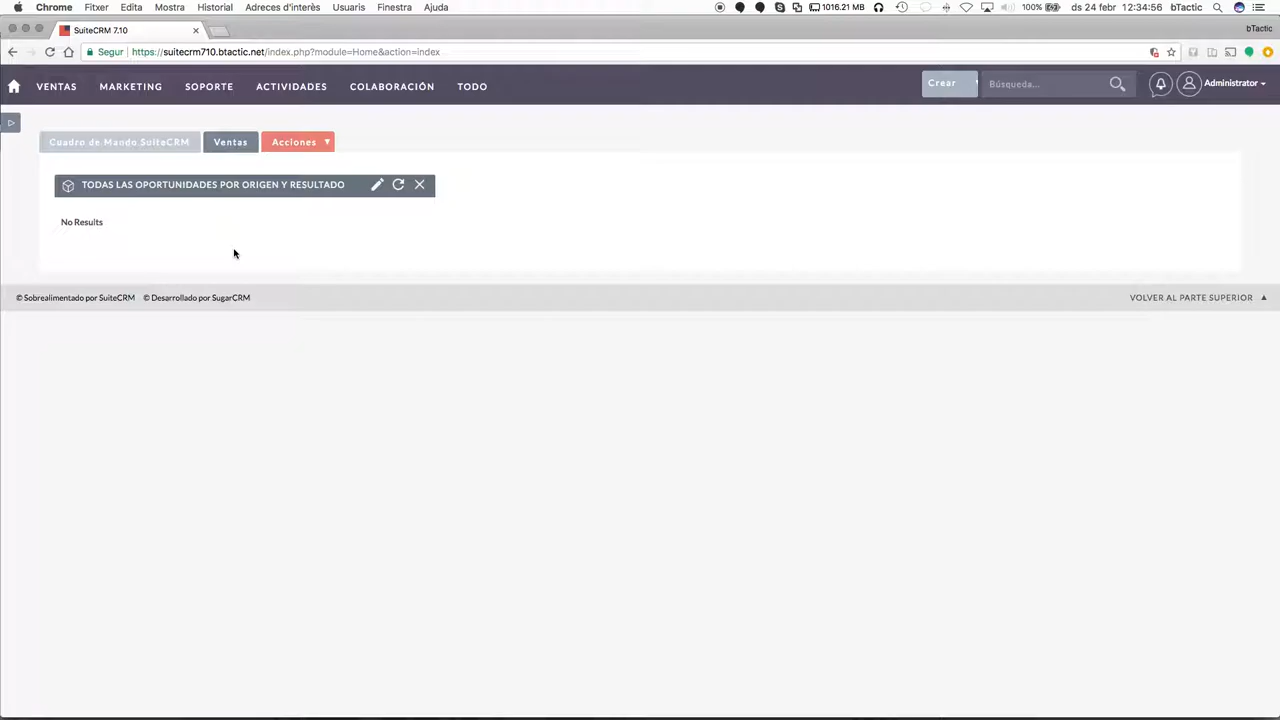 Chrome Fitxer Edita Mostra Historial Adreces d'interès Usuaris Finestra Ajuda 1016.21 MB 100% ds 24 febr 12:34:56 bTactic
SuiteCRM 7.10 bTactic
Segur https://suitecrm710.btactic.net/index.php?module=Home&action=index
VENTAS MARKETING SOPORTE ACTIVIDADES COLABORACIÓN TODO Crear Búsqueda... Administrator
Cuadro de Mando SuiteCRM Ventas Acciones
TODAS LAS OPORTUNIDADES POR ORIGEN Y RESULTADO
No Results
© Sobrealimentado por SuiteCRM © Desarrollado por SugarCRM VOLVER AL PARTE SUPERIOR